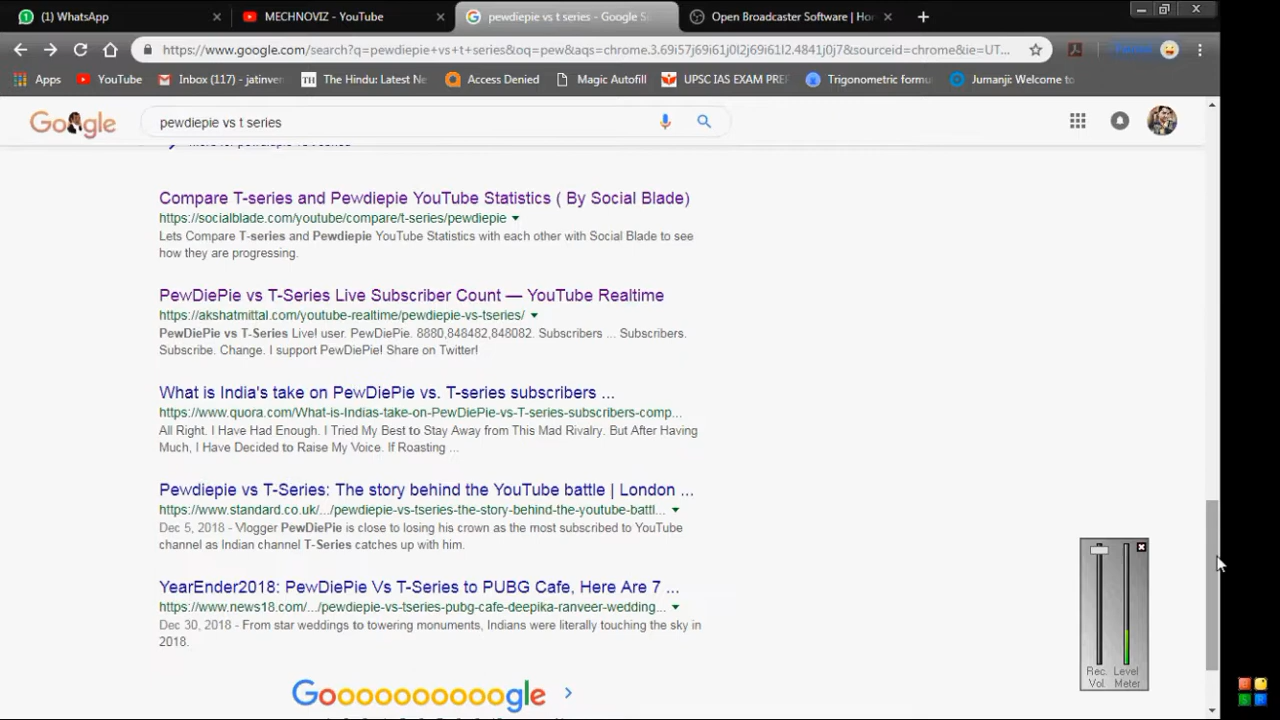 (1) WhatsApp
MECHNOVIZ - YouTube
pewdiepie vs t series - Google S
Open Broadcaster Software | Hom
https://www.google.com/search?q=pewdiepie+vs+t+series&oq=pew&aqs=chrome.3.69i57j69i61j0l2j69i61l2.4841j0j7&sourceid=chrome&ie=UT...
Apps
YouTube
Inbox (117) - jatinver
TH The Hindu: Latest Ne
Access Denied
Magic Autofill
UPSC IAS EXAM PREP
Trigonometric formu
Jumanji: Welcome to
pewdiepie vs t series
Compare T-series and Pewdiepie YouTube Statistics ( By Social Blade)
https://socialblade.com/youtube/compare/t-series/pewdiepie
Lets Compare T-series and Pewdiepie YouTube Statistics with each other with Social Blade to see
how they are progressing.
PewDiePie vs T-Series Live Subscriber Count — YouTube Realtime
https://akshatmittal.com/youtube-realtime/pewdiepie-vs-tseries/
PewDiePie vs T-Series Live! user. PewDiePie. 8880,848482,848082. Subscribers ... Subscribers.
Subscribe. Change. I support PewDiePie! Share on Twitter!
What is India's take on PewDiePie vs. T-series subscribers ...
https://www.quora.com/What-is-Indias-take-on-PewDiePie-vs-T-series-subscribers-comp...
All Right. I Have Had Enough. I Tried My Best to Stay Away from This Mad Rivalry. But After Having
Much, I Have Decided to Raise My Voice. If Roasting ...
Pewdiepie vs T-Series: The story behind the YouTube battle | London ...
https://www.standard.co.uk/.../pewdiepie-vs-tseries-the-story-behind-the-youtube-battl...
Dec 5, 2018 - Vlogger PewDiePie is close to losing his crown as the most subscribed to YouTube
channel as Indian channel T-Series catches up with him.
YearEnder2018: PewDiePie Vs T-Series to PUBG Cafe, Here Are 7 ...
https://www.news18.com/.../pewdiepie-vs-tseries-pubg-cafe-deepika-ranveer-wedding...
Dec 30, 2018 - From star weddings to towering monuments, Indians were literally touching the sky in
2018.
Rec. Level
Vol Meter
Goooooooooogle